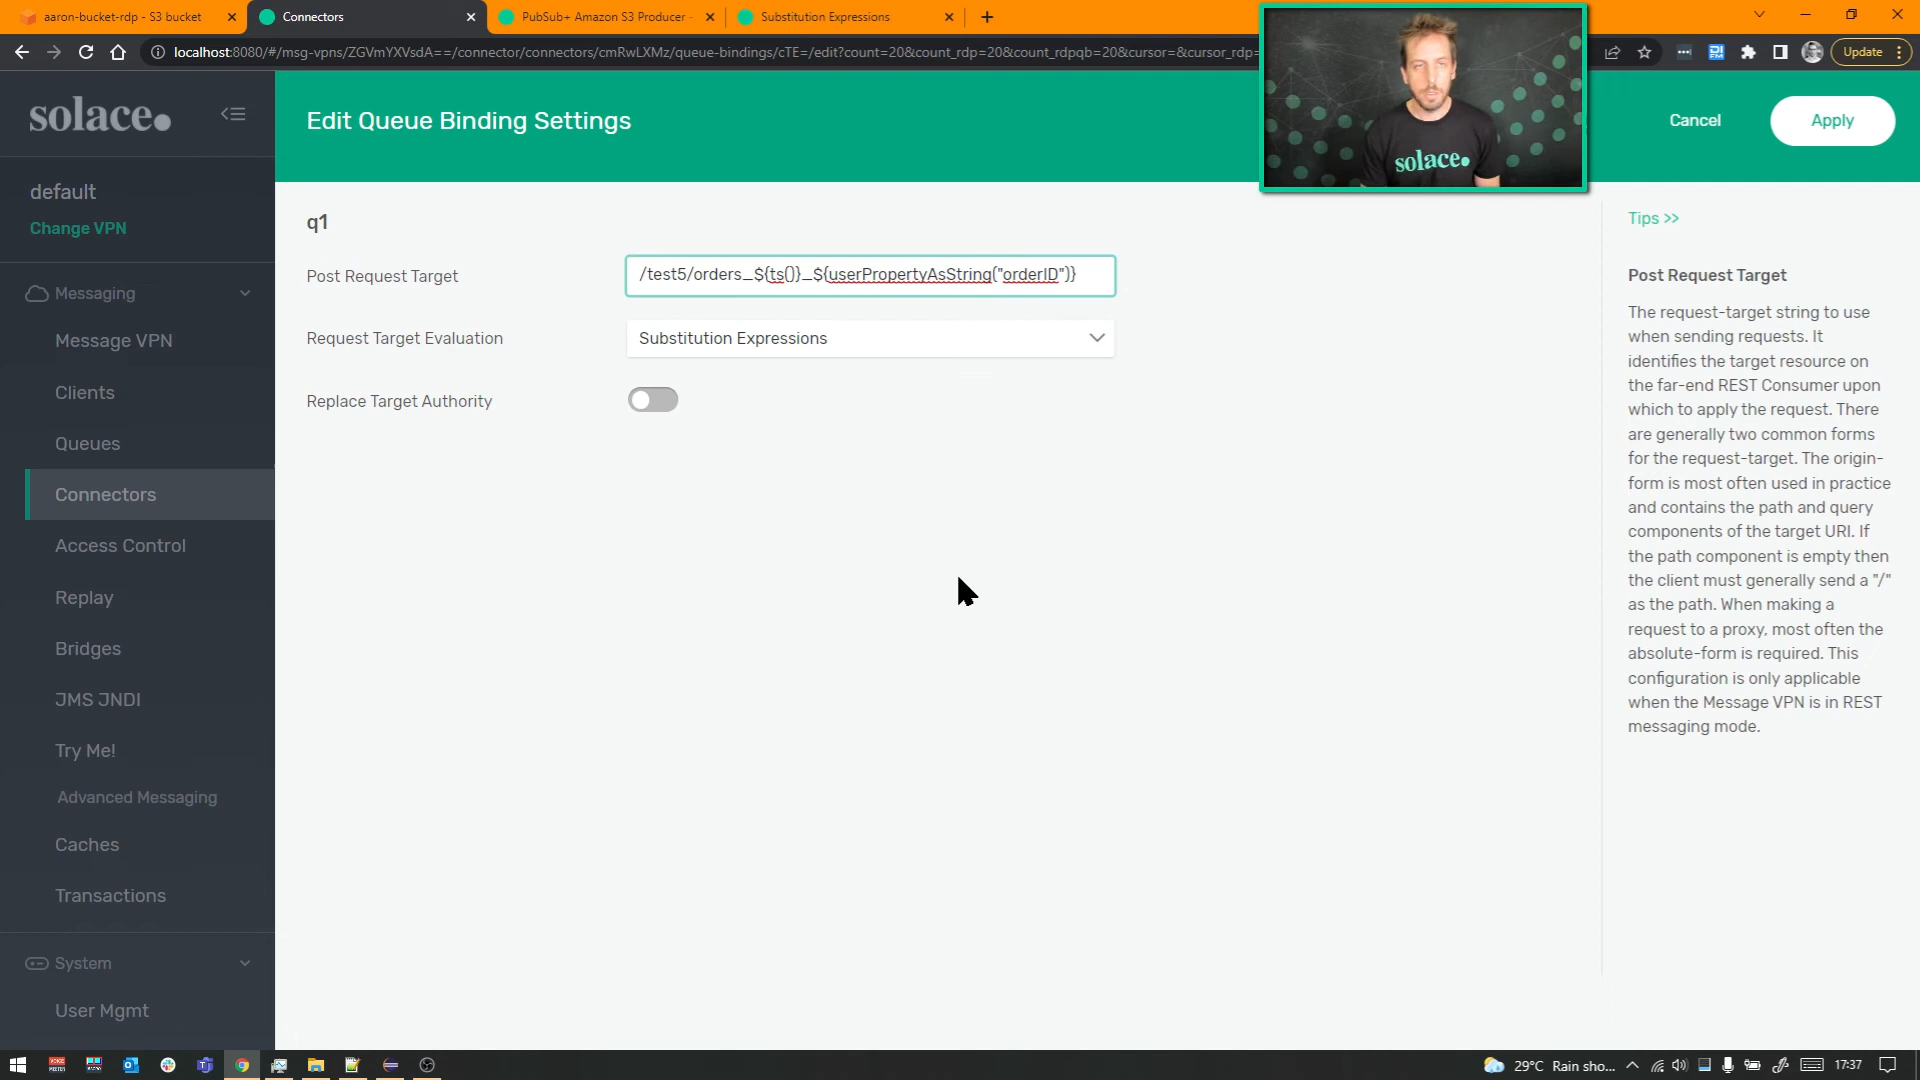 aaron-bucket-rdp - S3 bucket
Connectors
PubSub+ Amazon S3 Producer -
Substitution Expressions
localhost:8080/#/msg-vpns/ZGVmYXVsdA==/connector/connectors/cmRwLXMz/queue-bindings/cTE=/edit?count=20&count_rdp=20&count_rdpqb=20&cursor=&cursor_rdp=
Update
solace.
Edit Queue Binding Settings
Cancel
Apply
solace.
default
Change VPN
q1
Tips >>
Post Request Target
/test5/orders_${ts()}_${userPropertyAsString("orderID")}
Request Target Evaluation
Substitution Expressions
Replace Target Authority
Post Request Target
The request-target string to use
when sending requests. It
identifies the target resource on
the far-end REST Consumer upon
which to apply the request. There
are generally two common forms
for the request-target. The origin-
form is most often used in practice
and contains the path and query
components of the target URI. If
the path component is empty then
the client must generally send a "/"
as the path. When making a
request to a proxy, most often the
absolute-form is required. This
configuration is only applicable
when the Message VPN is in REST
messaging mode.
Messaging
Message VPN
Clients
Queues
Connectors
Access Control
Replay
Bridges
JMS JNDI
Try Me!
Advanced Messaging
Caches
Transactions
System
User Mgmt
29°C Rain sho...
17:37